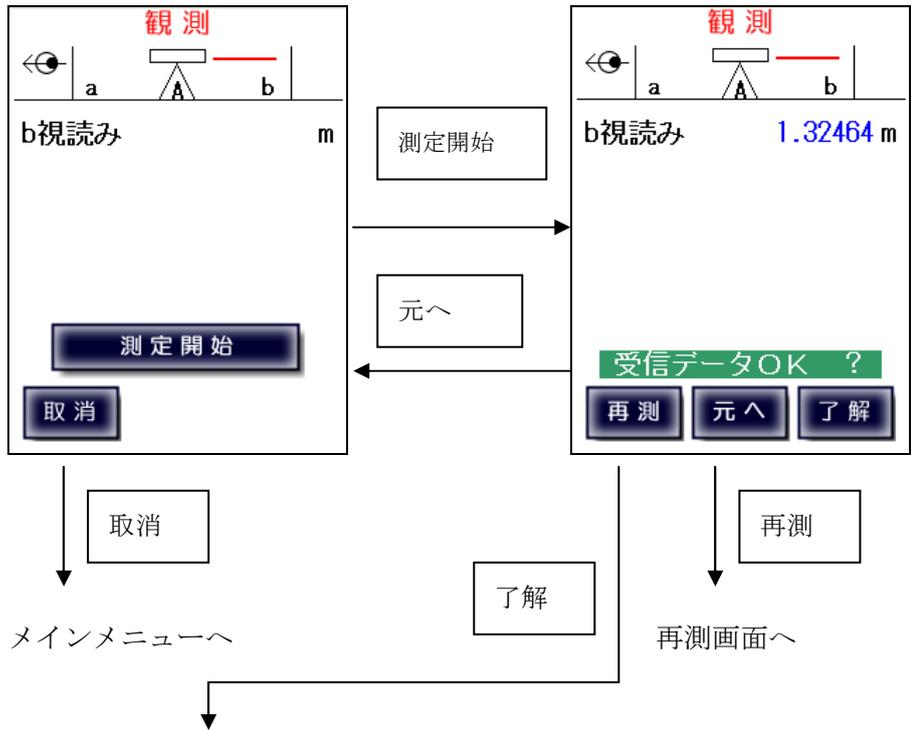 観測
a A b
b視読み m
測定開始
取消
測定開始
元へ
観測
a A b
b視読み 1.32464 m
受信データOK ?
再測 元へ 了解
取消
メインメニューへ
了解
再測
再測画面へ